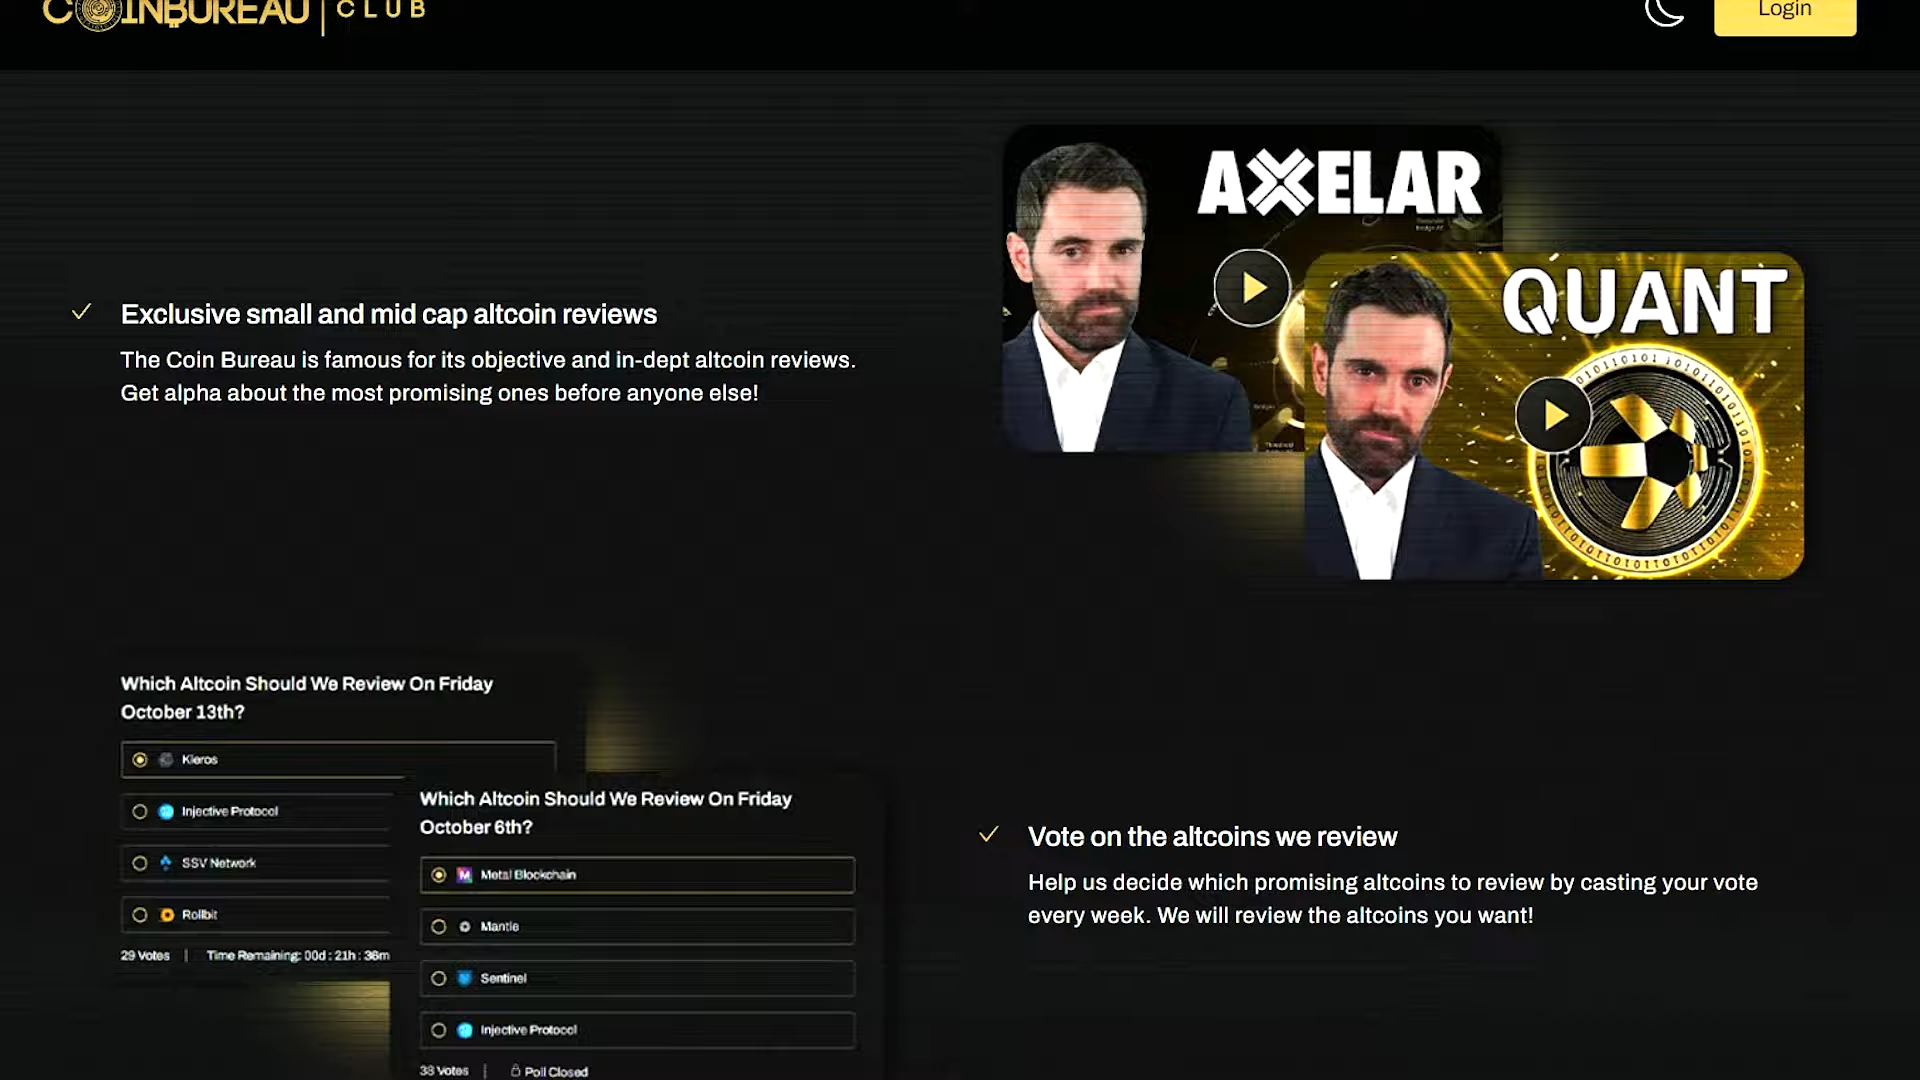 COINBUREAU | CLUB
Login
AXELAR
QUANT
Exclusive small and mid cap altcoin reviews
The Coin Bureau is famous for its objective and in-dept altcoin reviews.
Get alpha about the most promising ones before anyone else!
Which Altcoin Should We Review On Friday
October 13th?
Kleros
Injective Protocol
SSV Network
Rollbit
29 Votes | Time Remaining: 00d : 21h : 36m
Which Altcoin Should We Review On Friday
October 6th?
Metal Blockchain
Mantle
Sentinel
Injective Protocol
38 Votes | Poll Closed
Vote on the altcoins we review
Help us decide which promising altcoins to review by casting your vote
every week. We will review the altcoins you want!